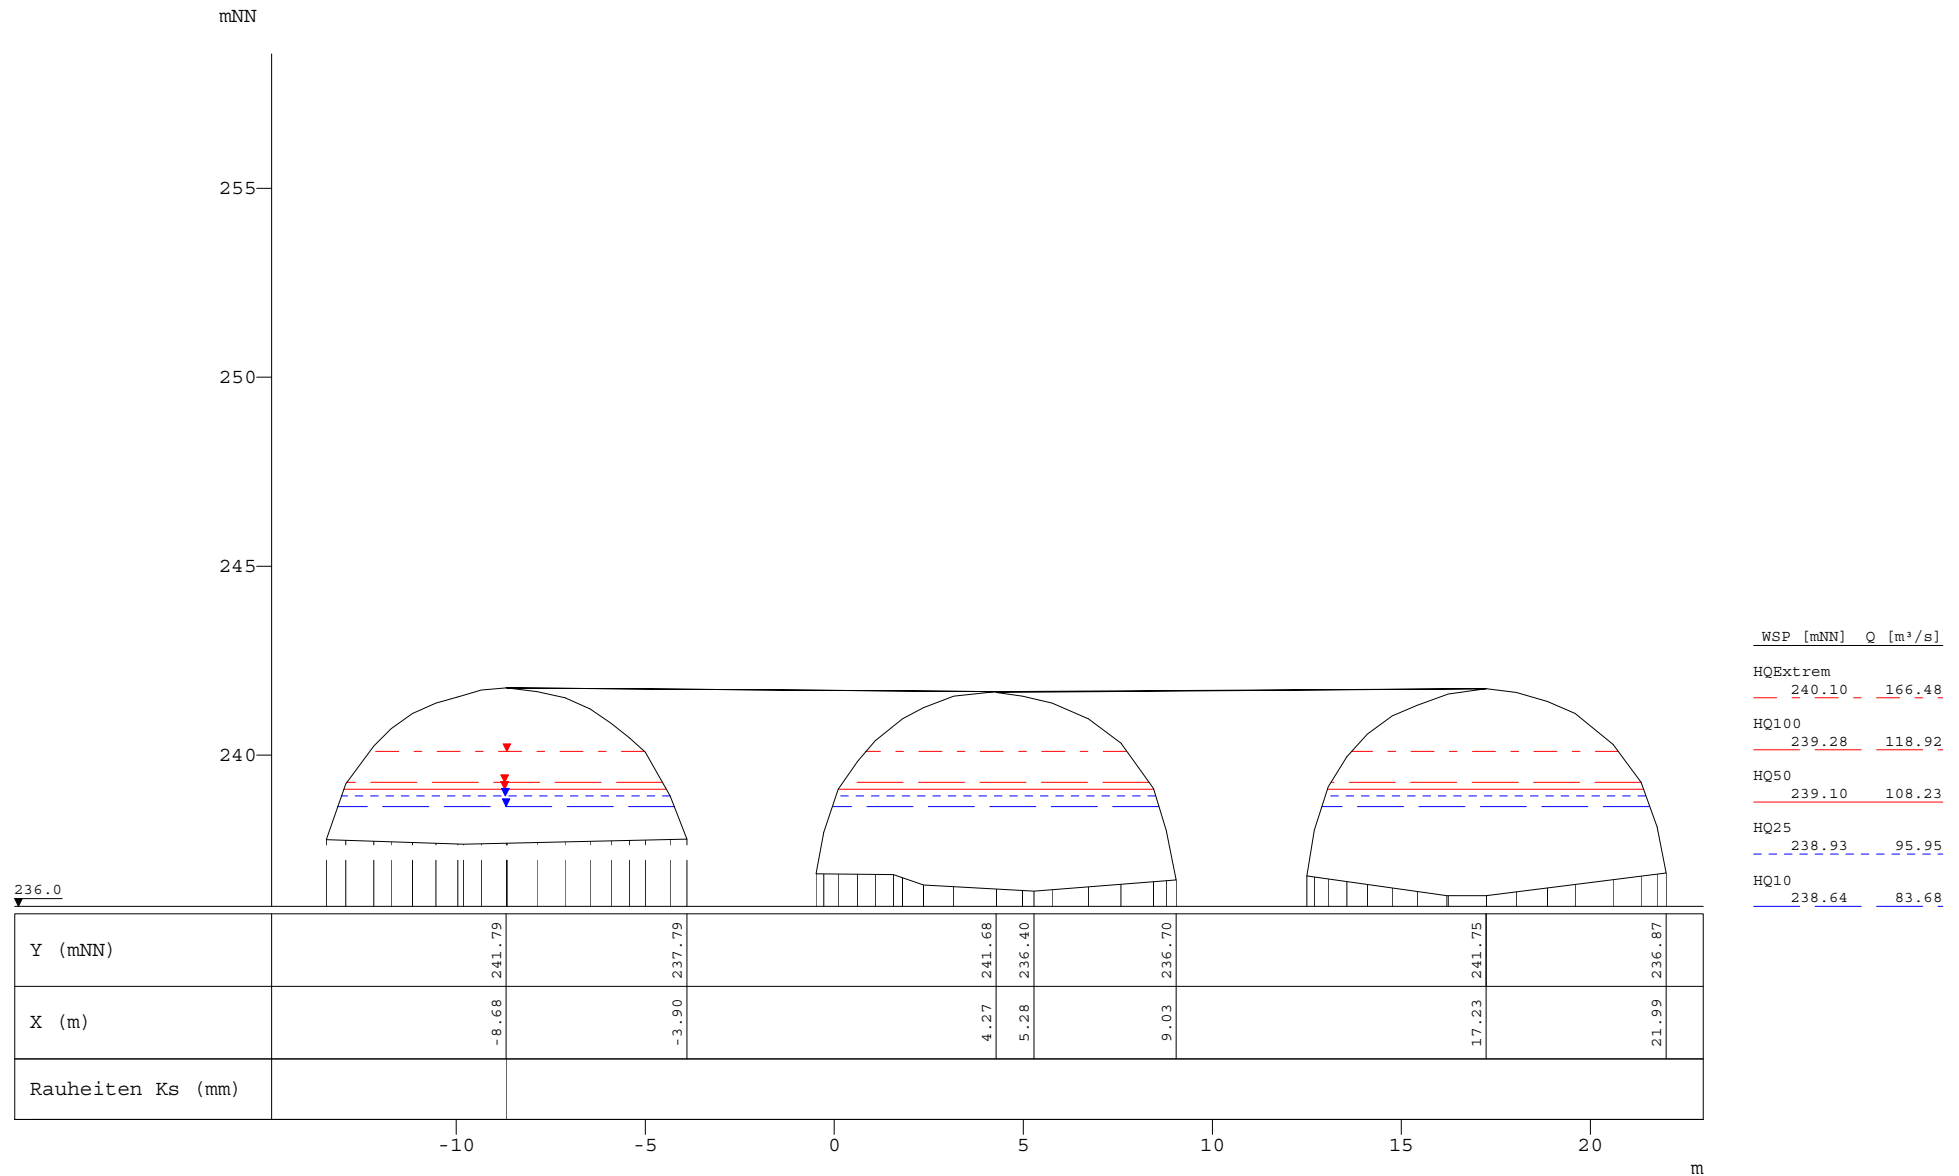 mNN
255
250
245
240
WSP [mNN] Q [m³/s]
HQExtrem
240.10 166.48
HQ100
239.28 118.92
HQ50
239.10 108.23
HQ25
238.93 95.95
HQ10
238.64 83.68
236.0
Y (mNN) 241.79 237.79 241.68 236.40 236.70 241.75 236.87
X (m) -8.68 -3.90 4.27 5.28 9.03 17.23 21.99
Rauheiten Ks (mm)
-10 -5 0 5 10 15 20
m